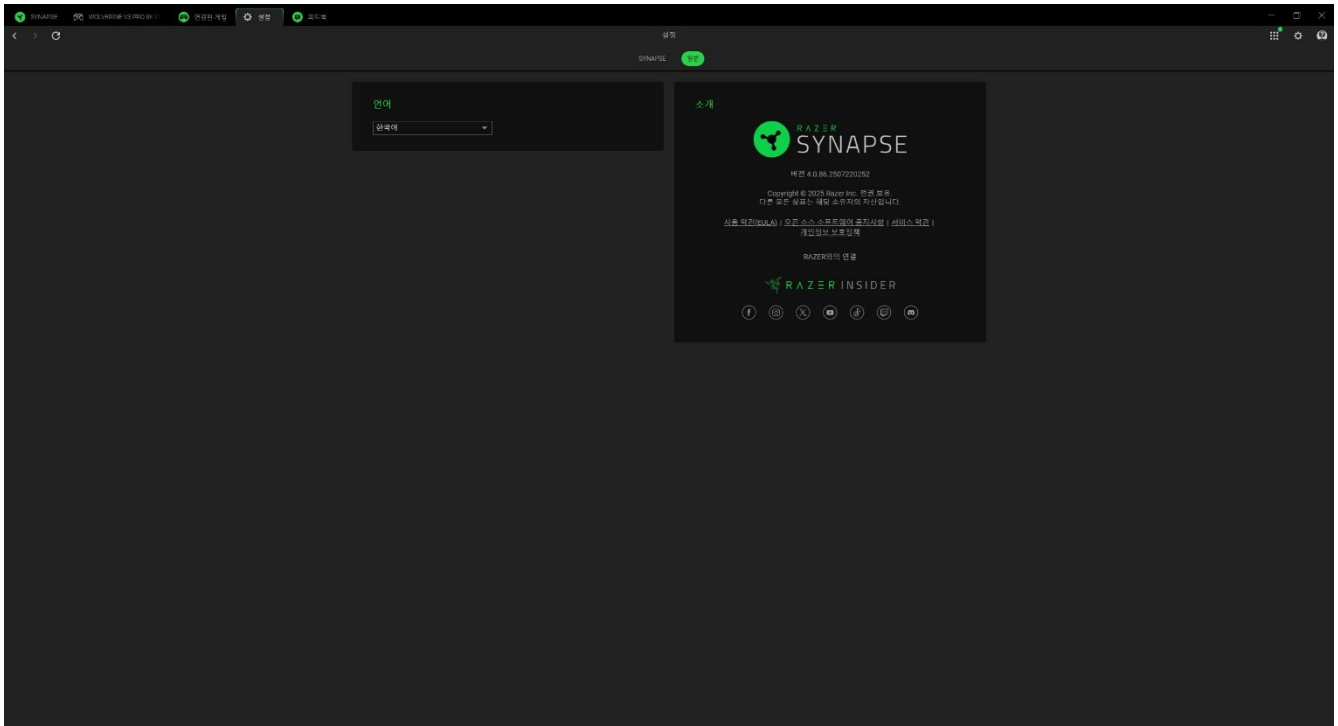 SYNAPSE
WOLVERINE V3 PRO 8K
연결된 게임
설정
피드백
설정
SYNAPSE
일반
언어
한국어
소개
RAZER
SYNAPSE
버전 4.0.86.2507220252
Copyright © 2025 Razer Inc. 전권 보유.
다른 모든 상표는 해당 소유자의 자산입니다.
사용 약관(EULA) | 오픈 소스 소프트웨어 공지사항 | 서비스 약관 |
개인정보 보호정책
RAZER와의 연결
RAZER INSIDER